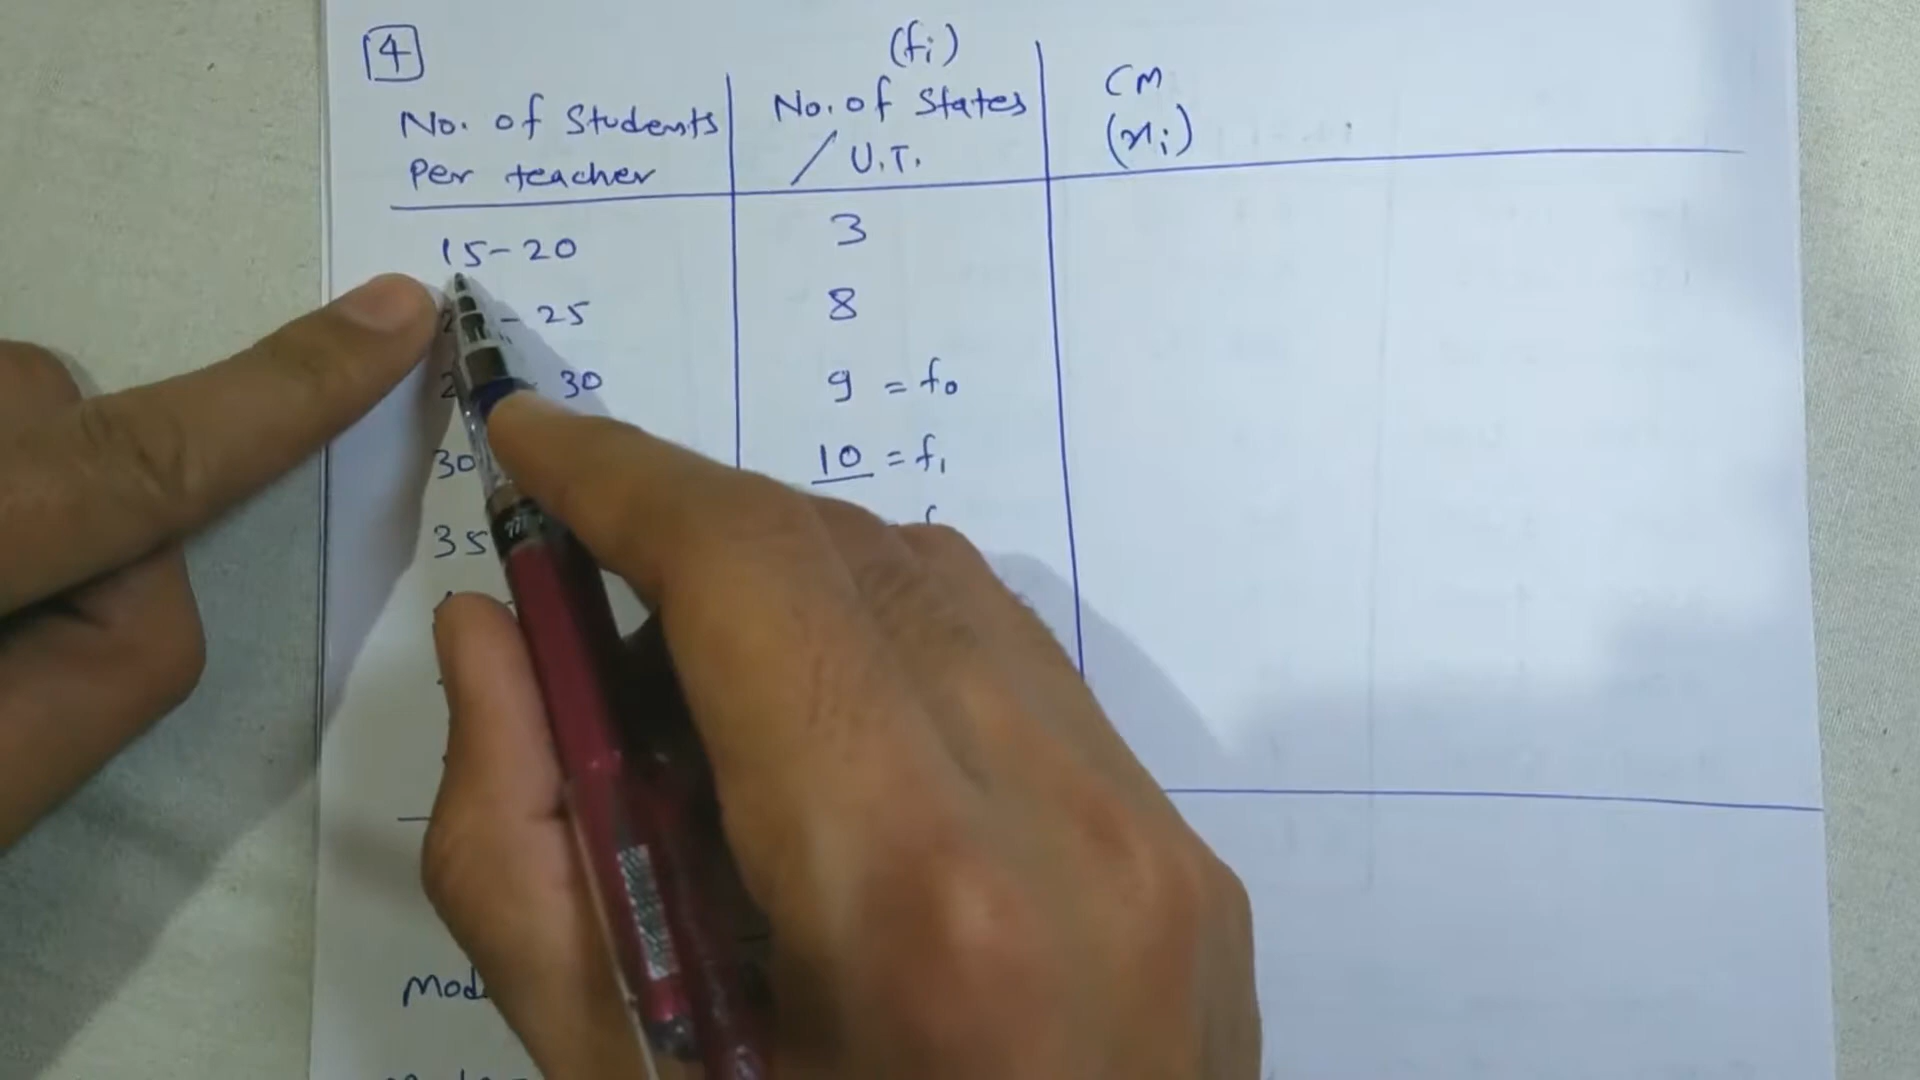 4
No. of Students
Per teacher
(fi)
No. of States
/ U.T.
CM
(xi)
15-20 3
- 25 8
30 9 = f0
30 10 = f1
35